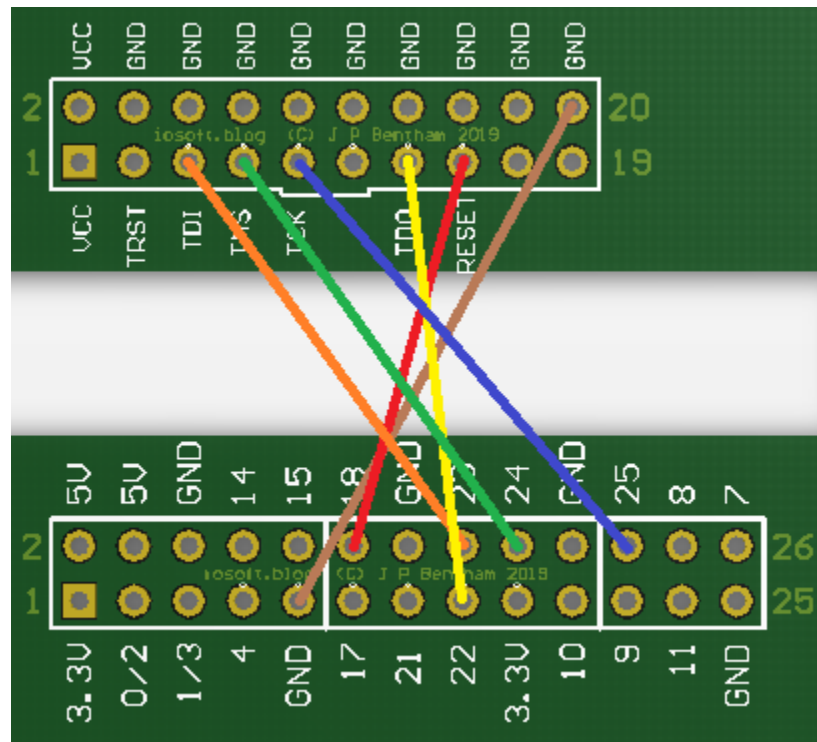 VCC GND GND GND GND GND GND GND GND GND
2 20
iosoft.blog (C) J P Bentham 2019
1 19
VCC TRST TDI TMS TCK TDO RESET
5V 5V GND 14 15 18 GND 23 24 GND 25 8 7
2 26
iosoft.blog (C) J P Bentham 2019
1 25
3.3V 0/2 1/3 4 GND 17 21 22 3.3V 10 9 11 GND